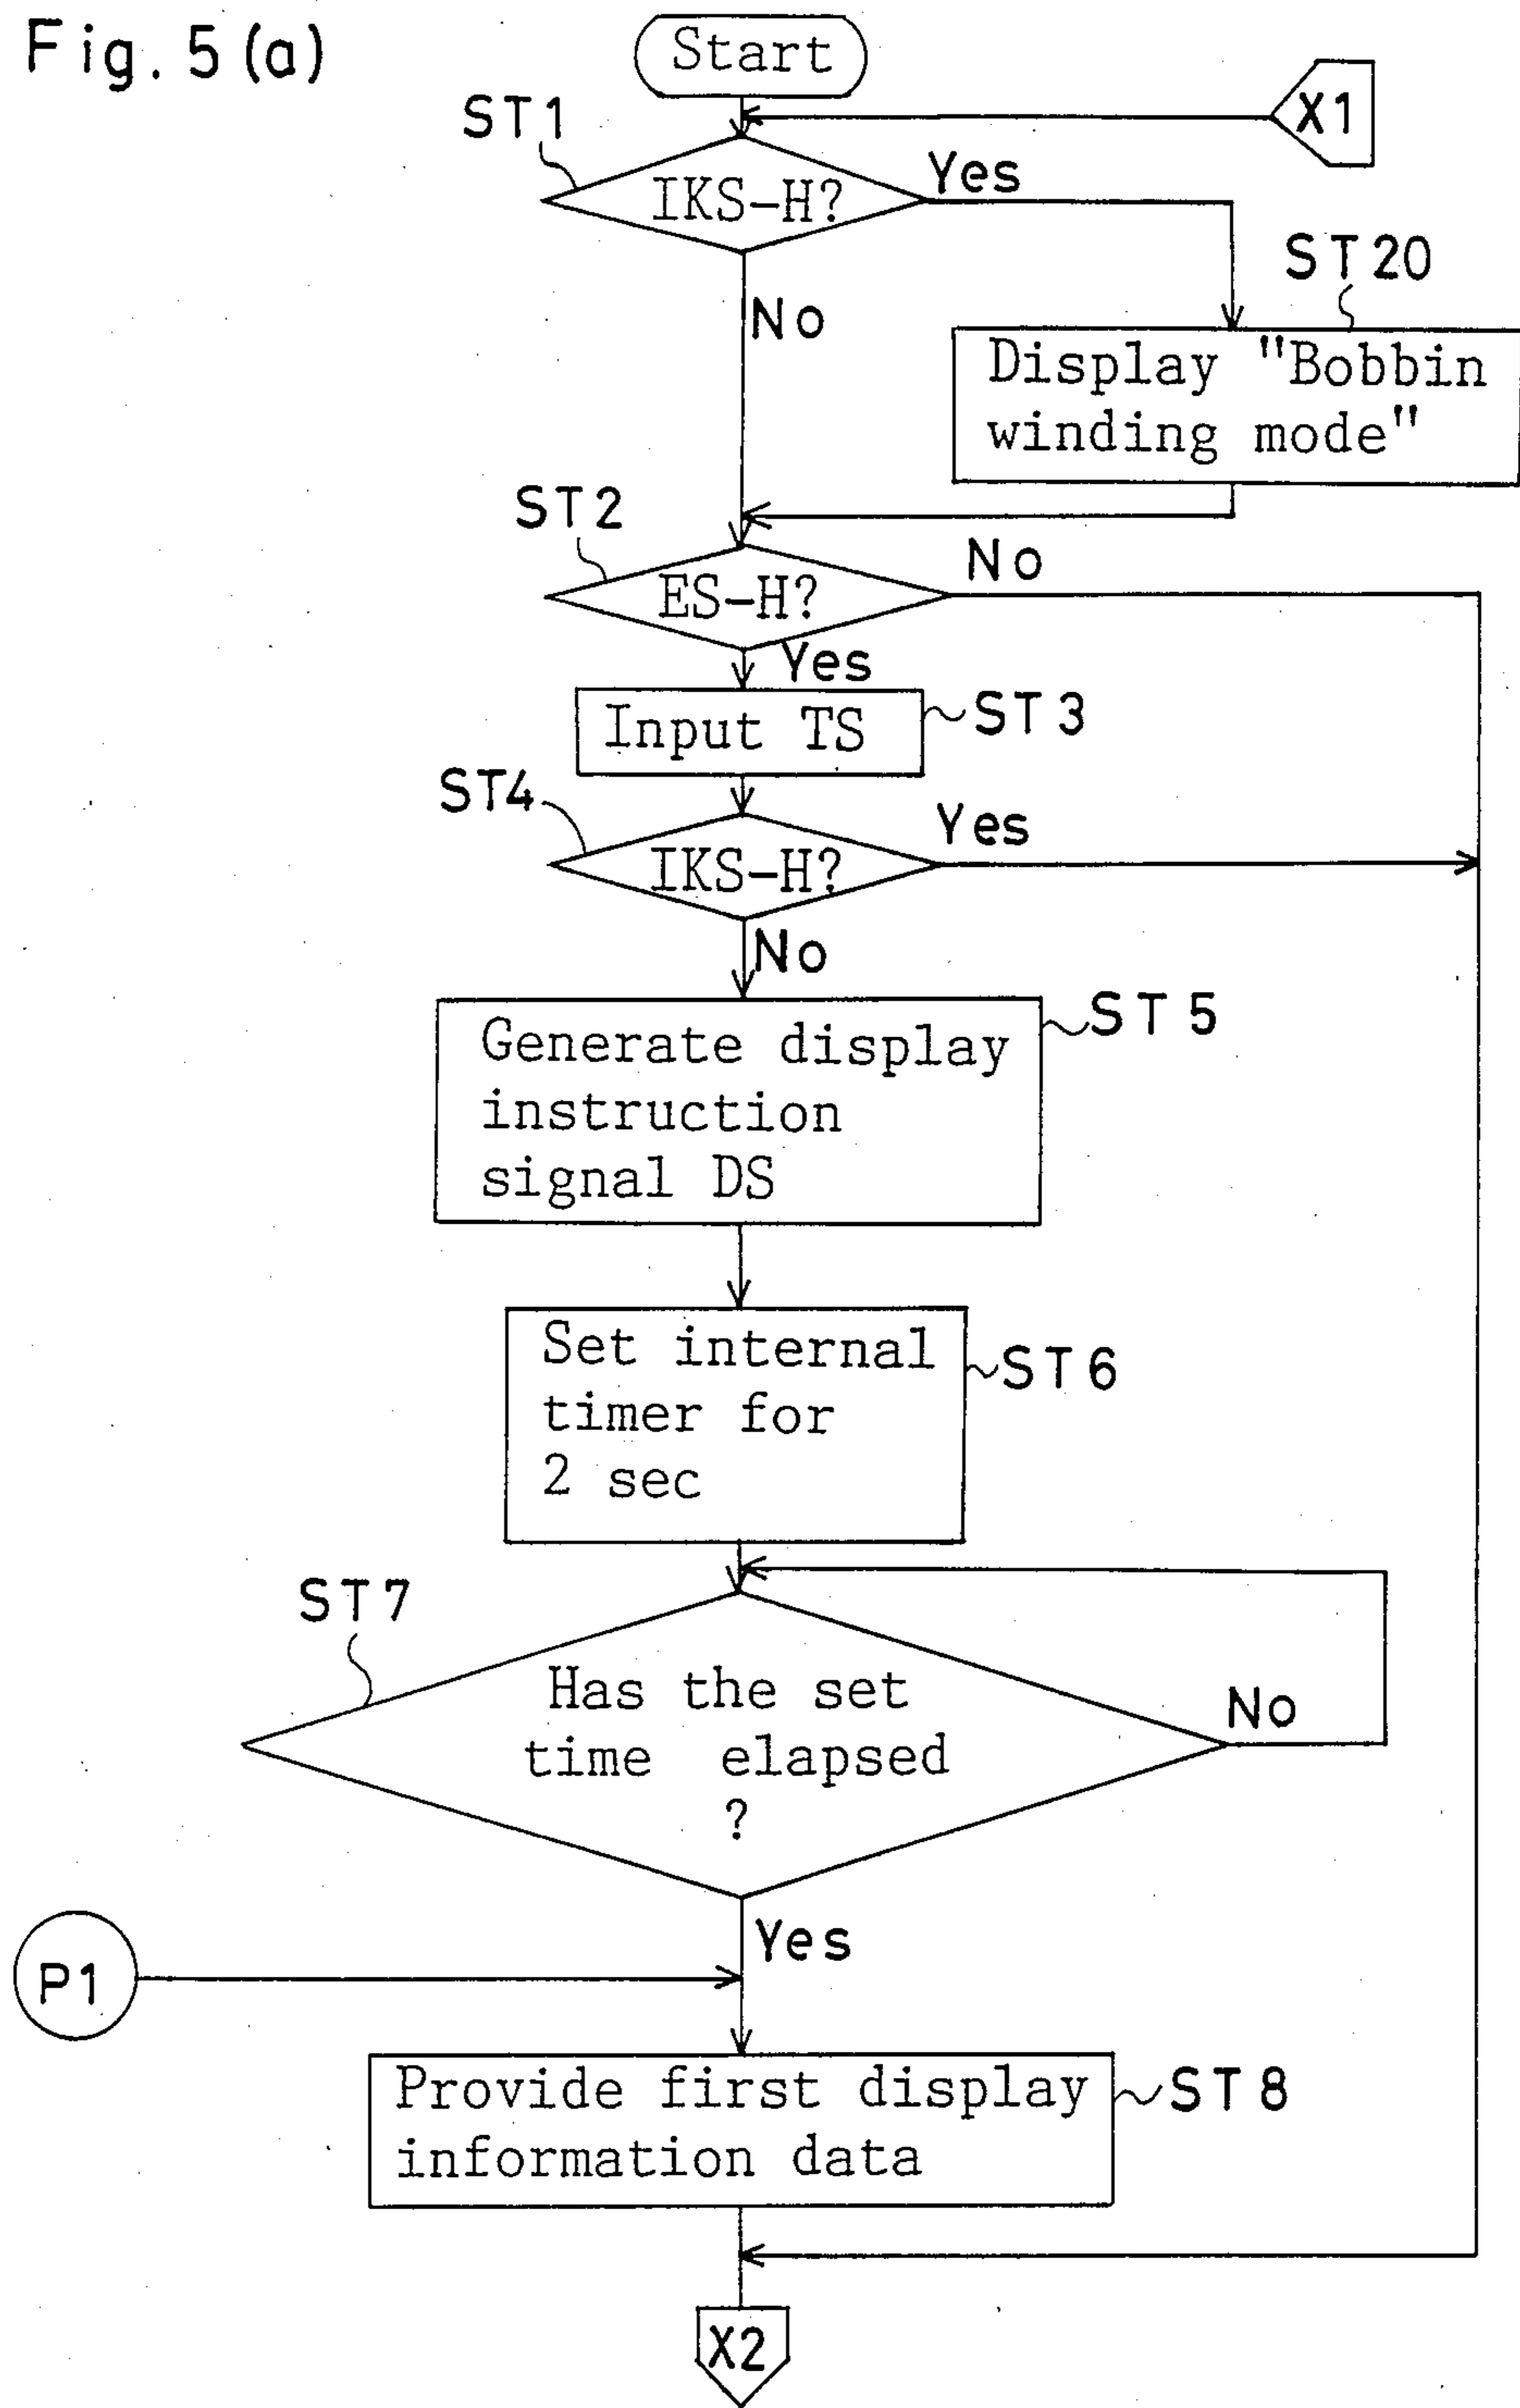 Fig. 5 (a)
Start
X1
ST1
IKS-H?
Yes
No
ST20
Display "Bobbin
winding mode"
ST2
ES-H?
No
Yes
Input TS
ST3
ST4
IKS-H?
Yes
No
Generate display
instruction
signal DS
ST5
Set internal
timer for
2 sec
ST6
ST7
Has the set
time elapsed
?
No
Yes
P1
Provide first display
information data
ST8
X2